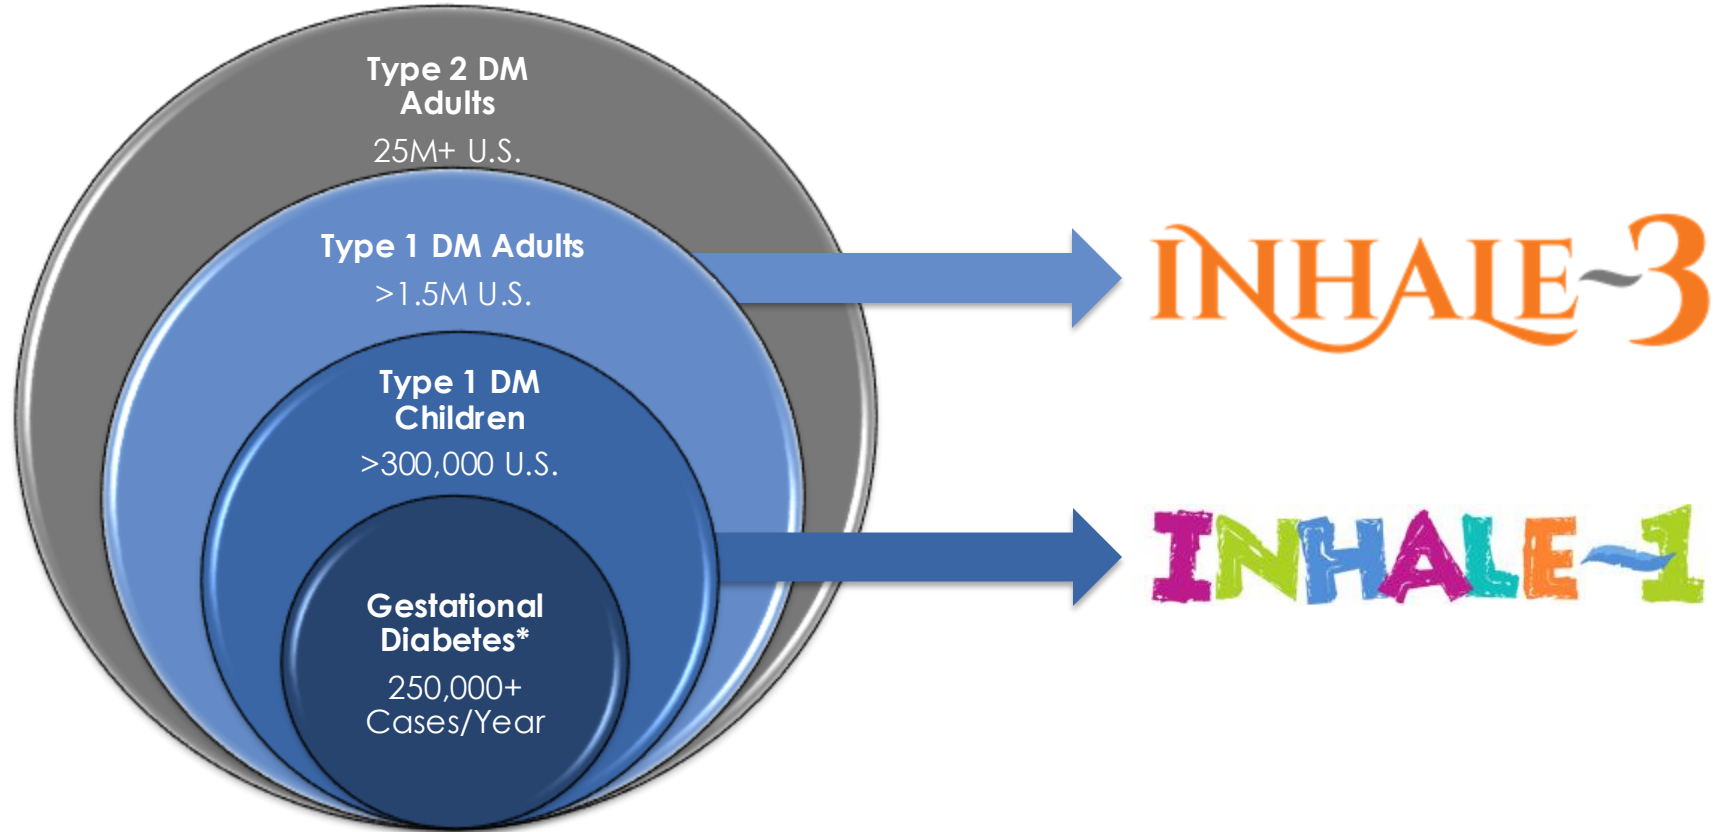 Type 2 DM
Adults
25M+ U.S.
Type 1 DM Adults
>1.5M U.S.
INHALE~3
Type 1 DM
Children
>300,000 U.S.
INHALE~1
Gestational
Diabetes*
250,000+
Cases/Year